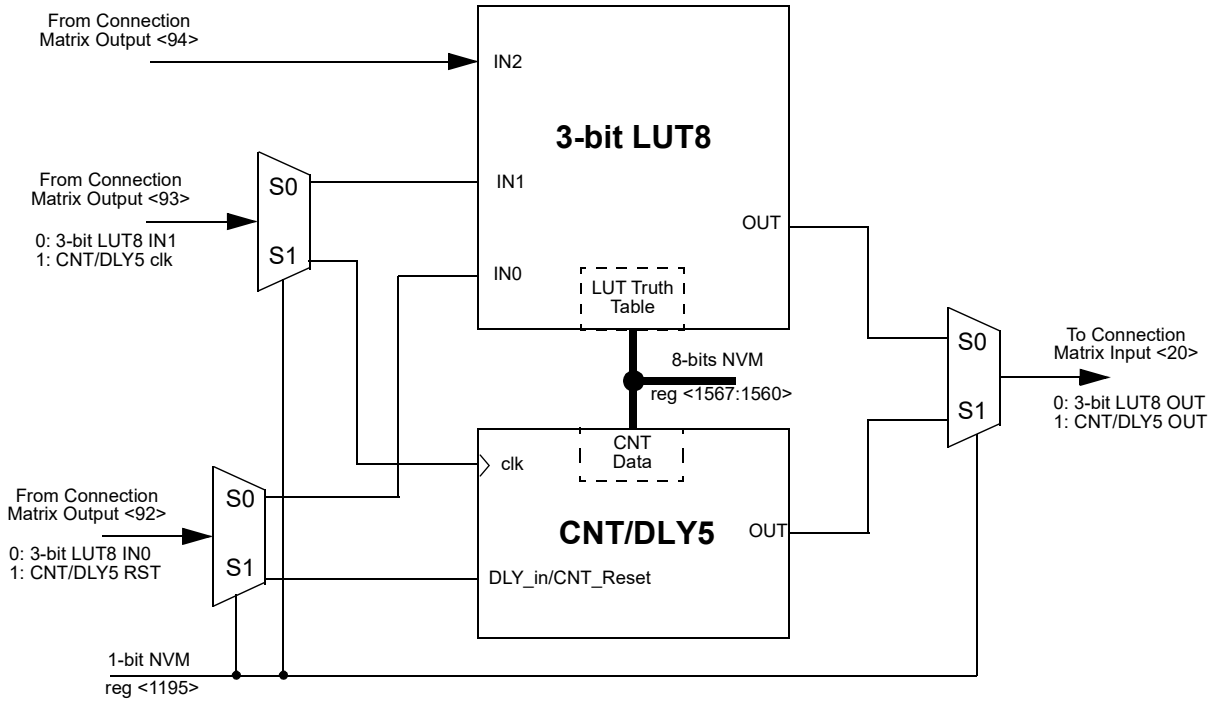 From Connection
Matrix Output <94>
IN2
3-bit LUT8
From Connection
Matrix Output <93>
S0
IN1
0: 3-bit LUT8 IN1
1: CNT/DLY5 clk
S1
OUT
IN0
LUT Truth
Table
8-bits NVM
reg <1567:1560>
S0
To Connection
Matrix Input <20>
S1
0: 3-bit LUT8 OUT
1: CNT/DLY5 OUT
CNT
Data
clk
From Connection
Matrix Output <92>
S0
CNT/DLY5
OUT
0: 3-bit LUT8 IN0
1: CNT/DLY5 RST
S1
DLY_in/CNT_Reset
1-bit NVM
reg <1195>